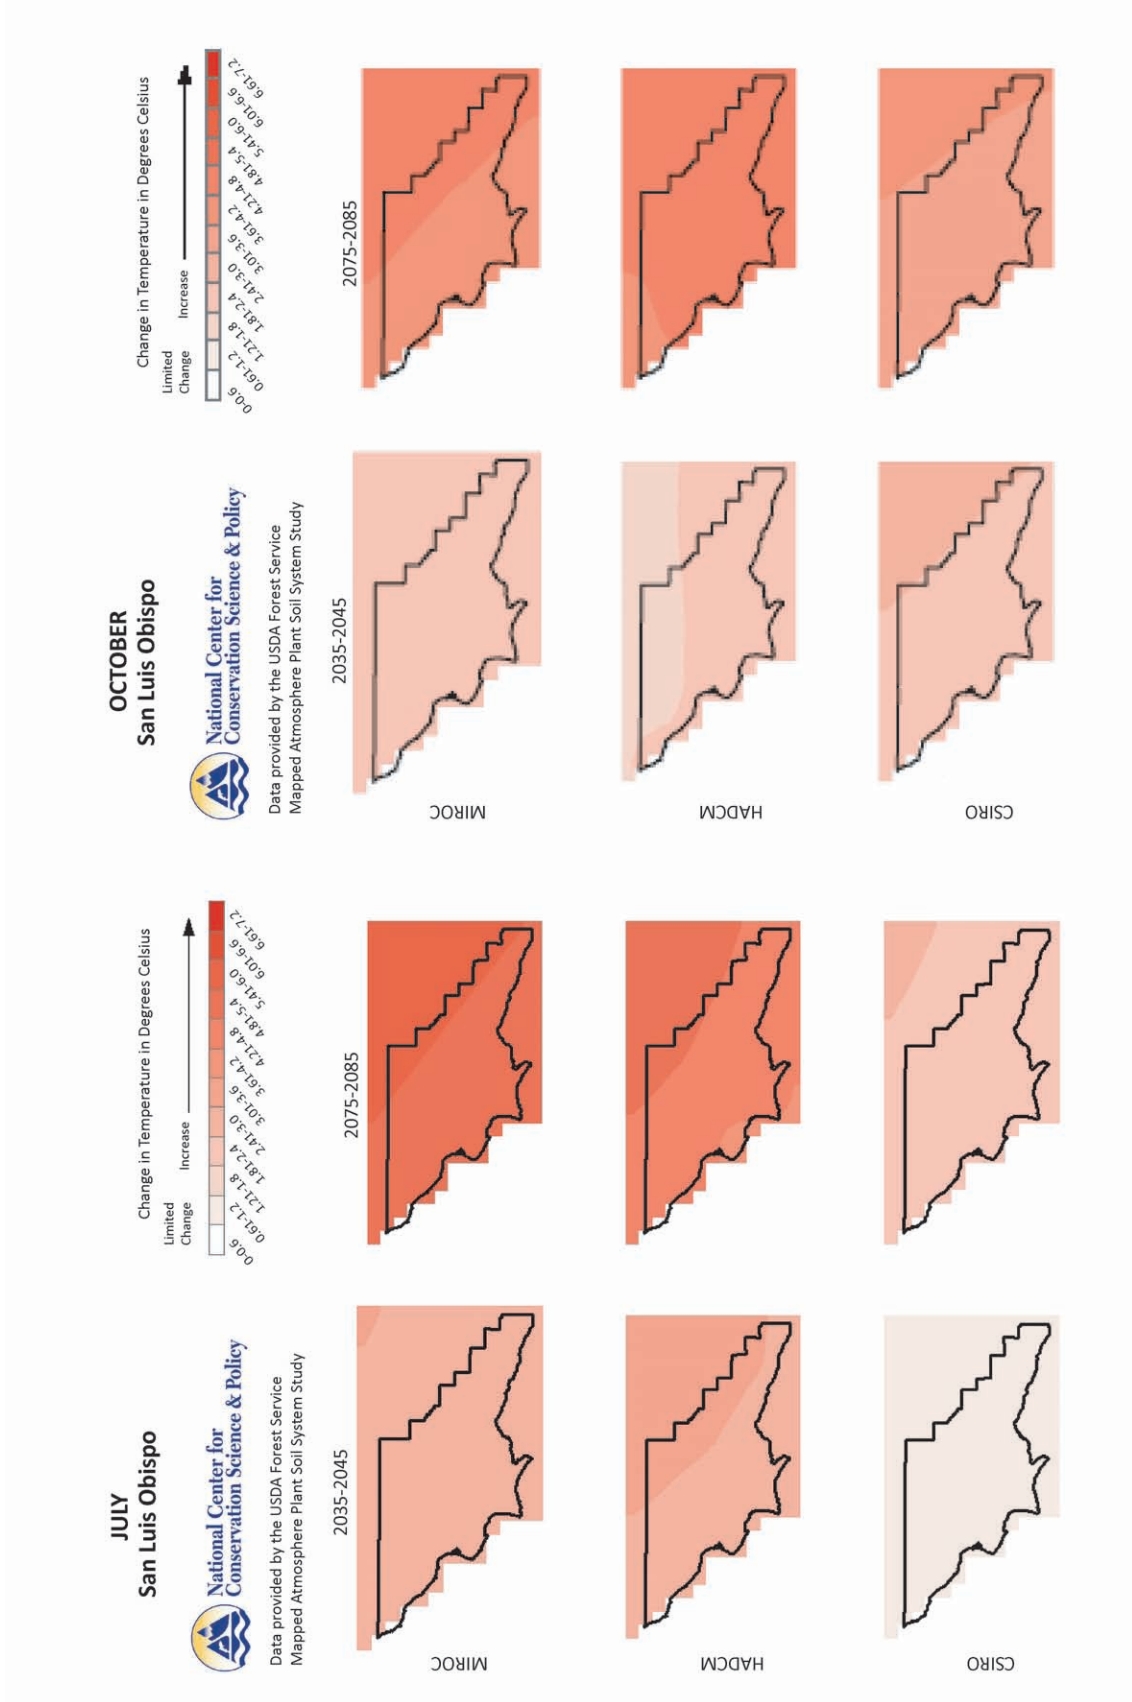 JULY
San Luis Obispo
National Center for
Conservation Science & Policy
Data provided by the USDA Forest Service
Mapped Atmosphere Plant Soil System Study
Change in Temperature in Degrees Celsius
Limited
Change
Increase
0-0.6
0.61-1.2
1.21-1.8
1.81-2.4
2.41-3.0
3.01-3.6
3.61-4.2
4.21-4.8
4.81-5.4
5.41-6.0
6.01-6.6
6.61-7.2
2035-2045
2075-2085
MIROC
HADCM
CSIRO
OCTOBER
San Luis Obispo
National Center for
Conservation Science & Policy
Data provided by the USDA Forest Service
Mapped Atmosphere Plant Soil System Study
Change in Temperature in Degrees Celsius
Limited
Change
Increase
0-0.6
0.61-1.2
1.21-1.8
1.81-2.4
2.41-3.0
3.01-3.6
3.61-4.2
4.21-4.8
4.81-5.4
5.41-6.0
6.01-6.6
6.61-7.2
2035-2045
2075-2085
MIROC
HADCM
CSIRO